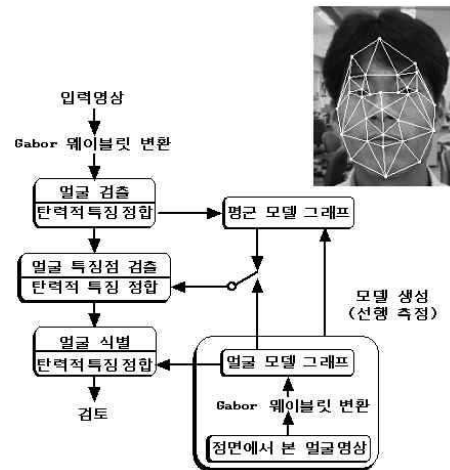 입력영상
Gabor 웨이블릿 변환
얼굴 검출
탄력적특징정합
평균 모델 그래프
얼굴 특징점 검출
탄력적 특징 정합
모델 생성
(선행 측정)
얼굴 식별
탄력적특징정합
얼굴 모델 그래프
Gabor 웨이블릿 변환
검토
정면에서 본 얼굴영상